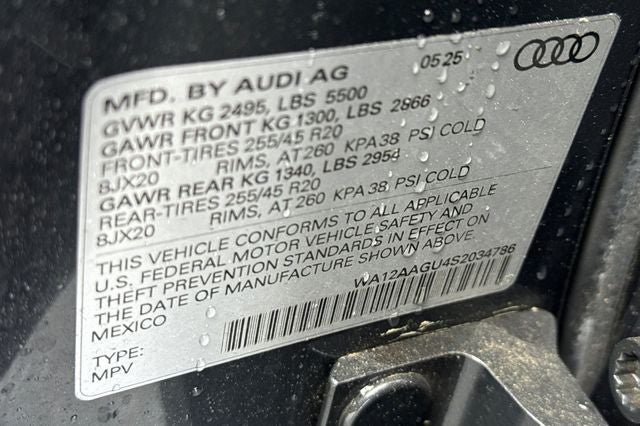 MFD. BY AUDI AG 05 25
GVWR KG 2495, LBS 5500
GAWR FRONT KG 1300, LBS 2866
FRONT-TIRES 255/45 R20
8JX20 RIMS, AT 260 KPA 38 PSI COLD
GAWR REAR KG 1340, LBS 2954
REAR-TIRES 255/45 R20
8JX20 RIMS, AT 260 KPA 38 PSI COLD
THIS VEHICLE CONFORMS TO ALL APPLICABLE
U.S. FEDERAL MOTOR VEHICLE SAFETY AND
THEFT PREVENTION STANDARDS IN EFFECT ON
THE DATE OF MANUFACTURE SHOWN ABOVE.
MEXICO WA12AAGU4S2034786
TYPE:
MPV